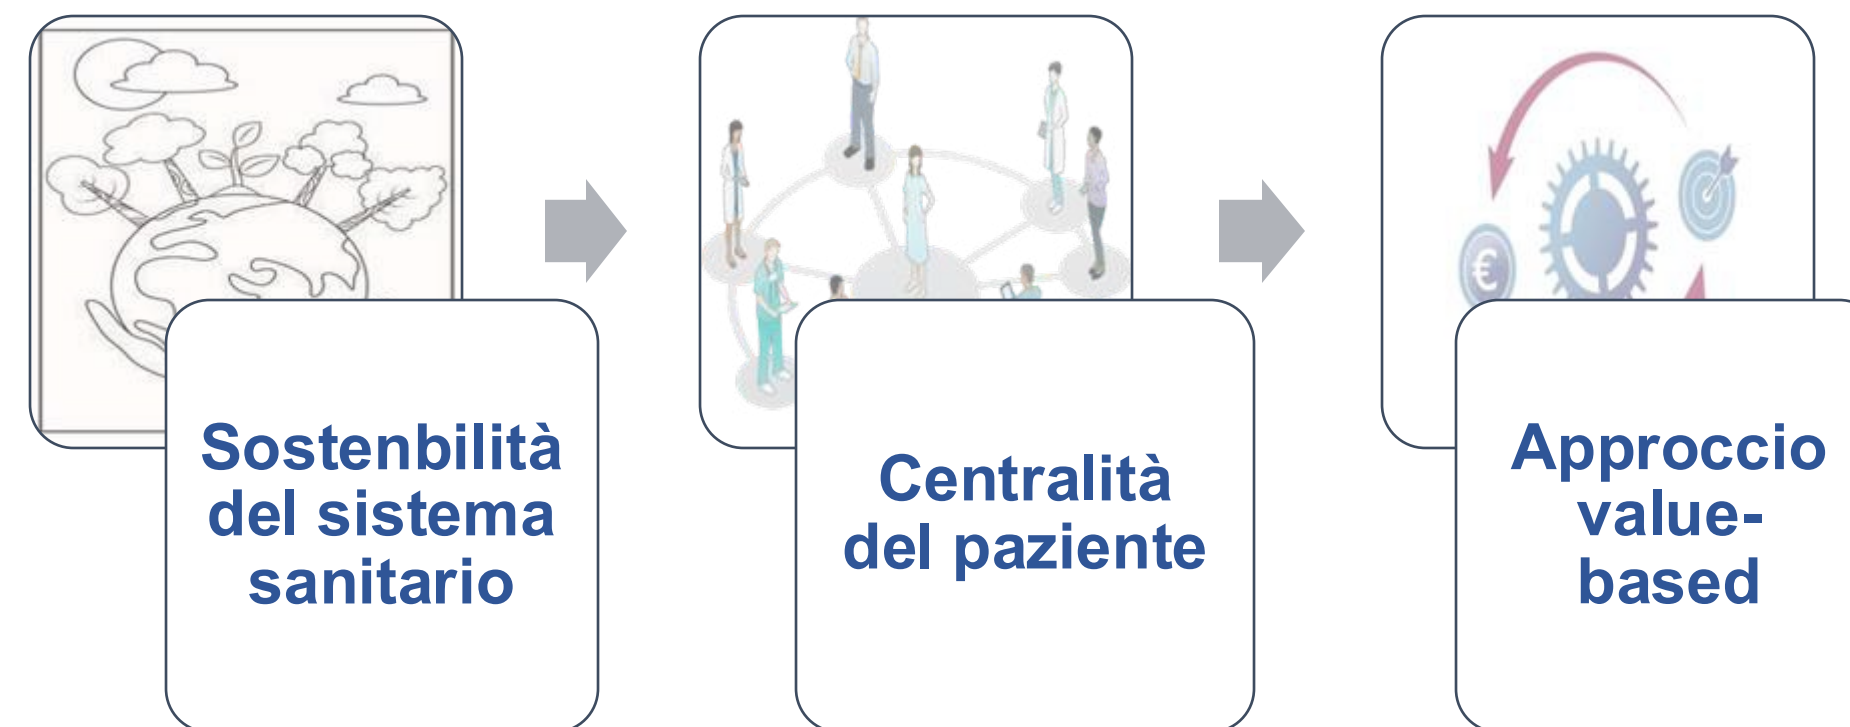 Sostenbilità
del sistema
sanitario
Centralità
del paziente
Approccio
value-
based
€